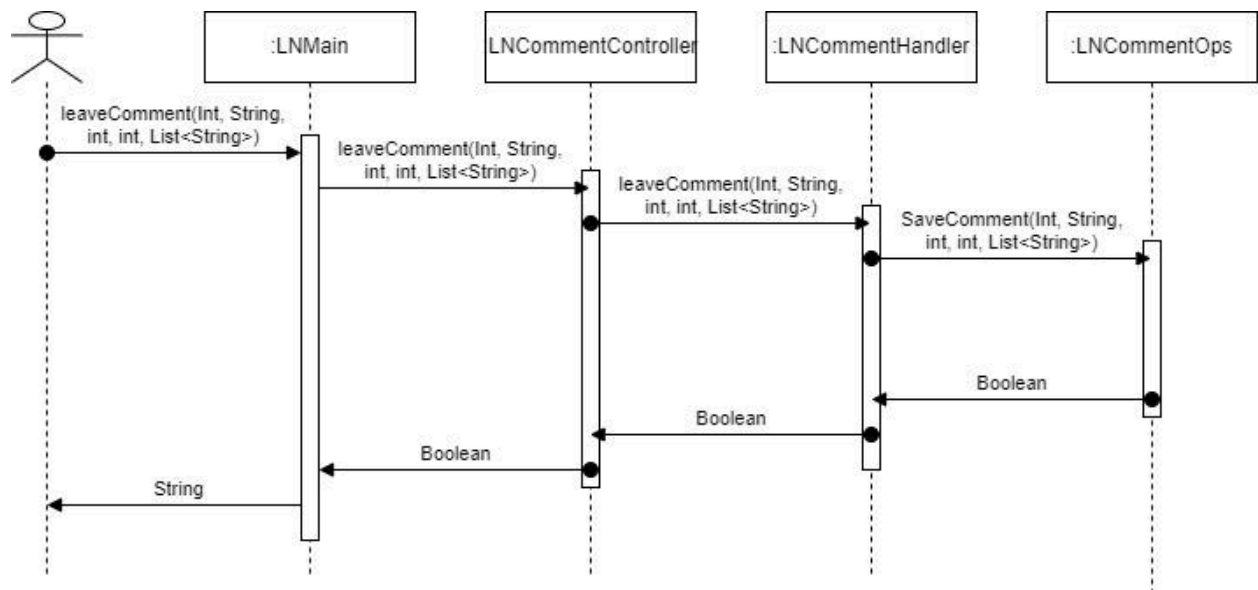 :LNMain
LNCommentController
:LNCommentHandler
:LNCommentOps
leaveComment(Int, String,
int, int, List<String>)
leaveComment(Int, String,
int, int, List<String>)
leaveComment(Int, String,
int, int, List<String>)
SaveComment(Int, String,
int, int, List<String>)
Boolean
Boolean
Boolean
String